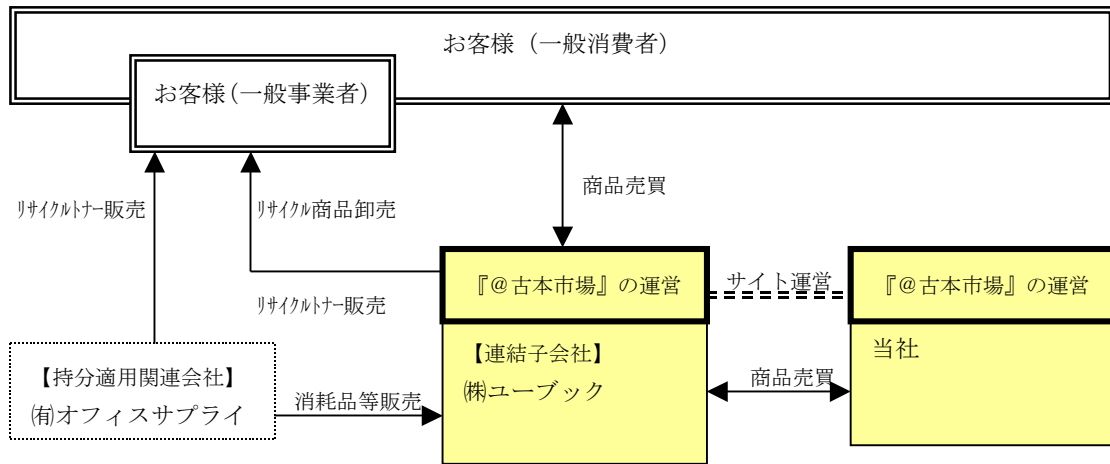 お客様（一般消費者）
お客様（一般事業者）
商品売買
ﾘｻｲｸﾙﾄﾅｰ販売
ﾘｻｲｸﾙ商品卸売
『＠古本市場』の運営
サイト運営
『＠古本市場』の運営
ﾘｻｲｸﾙﾄﾅｰ販売
【連結子会社】
㈱ユーブック
当社
商品売買
【持分適用関連会社】
㈲オフィスサプライ
消耗品等販売